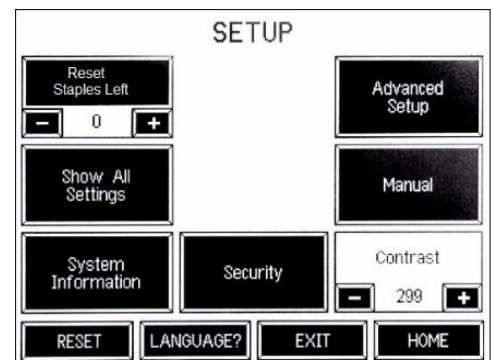 SETUP
Reset
Staples Left
- 0 +
Advanced
Setup
Show All
Settings
Manual
System
Information
Security
Contrast
- 299 +
RESET
LANGUAGE?
EXIT
HOME